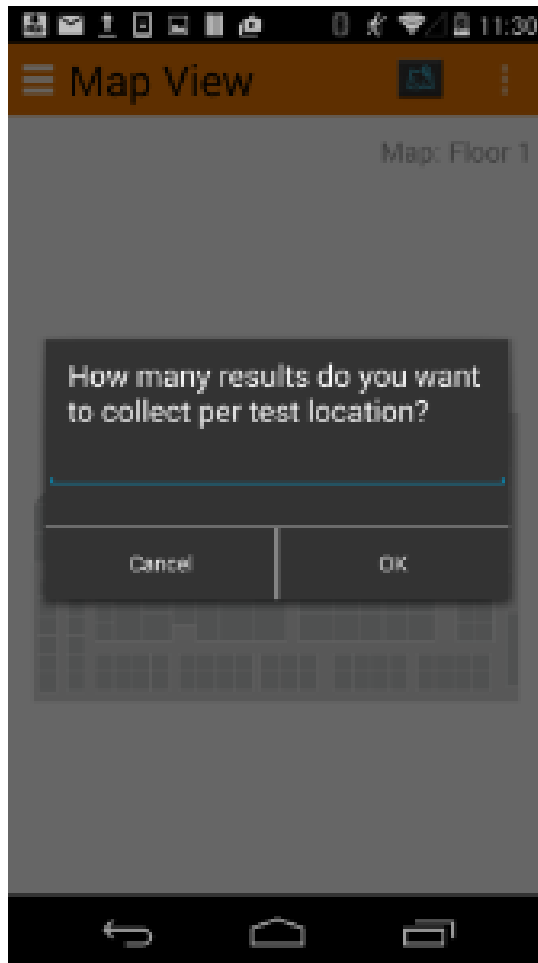 11:30
Map View
Map: Floor 1
How many results do you want
to collect per test location?
Cancel
OK